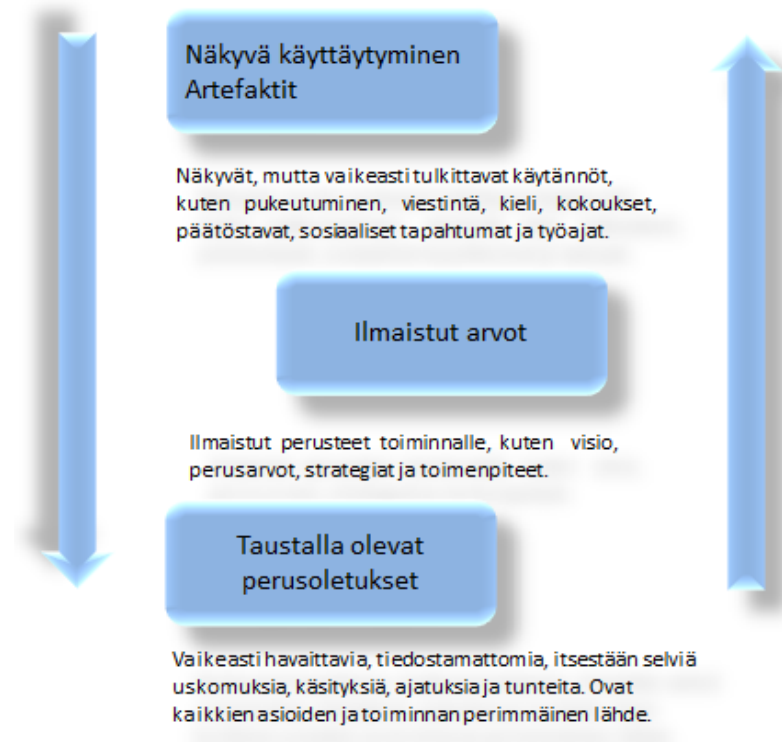 Näkyvä käyttäytyminen
Artefaktit
Näkyvät, mutta vaikeasti tulkittavat käytännöt,
kuten pukeutuminen, viestintä, kieli, kokoukset,
päätöstavat, sosiaaliset tapahtumat ja työajat.
Ilmaistut arvot
Ilmaistut perusteet toiminnalle, kuten visio,
perusarvot, strategiat ja toimenpiteet.
Taustalla olevat
perusoletukset
Vaikeasti havaittavia, tiedostamattomia, itsestään selviä
uskomuksia, käsityksiä, ajatuksia ja tunteita. Ovat
kaikkien asioiden ja toiminnan perimmäinen lähde.